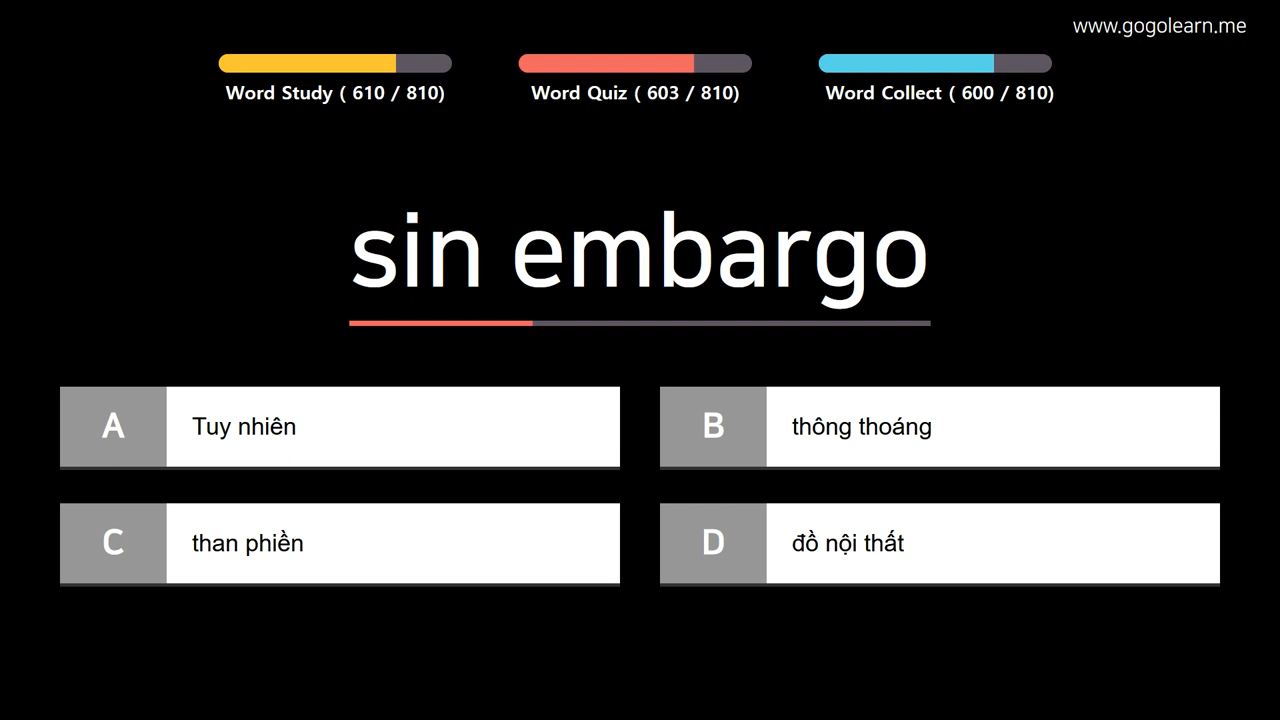 www.gogolearn.me
Word Study ( 610 / 810)
Word Quiz ( 603 / 810)
Word Collect ( 600 / 810)
sin embargo
A
Tuy nhiên
B
thông thoáng
C
than phiền
D
đồ nội thất